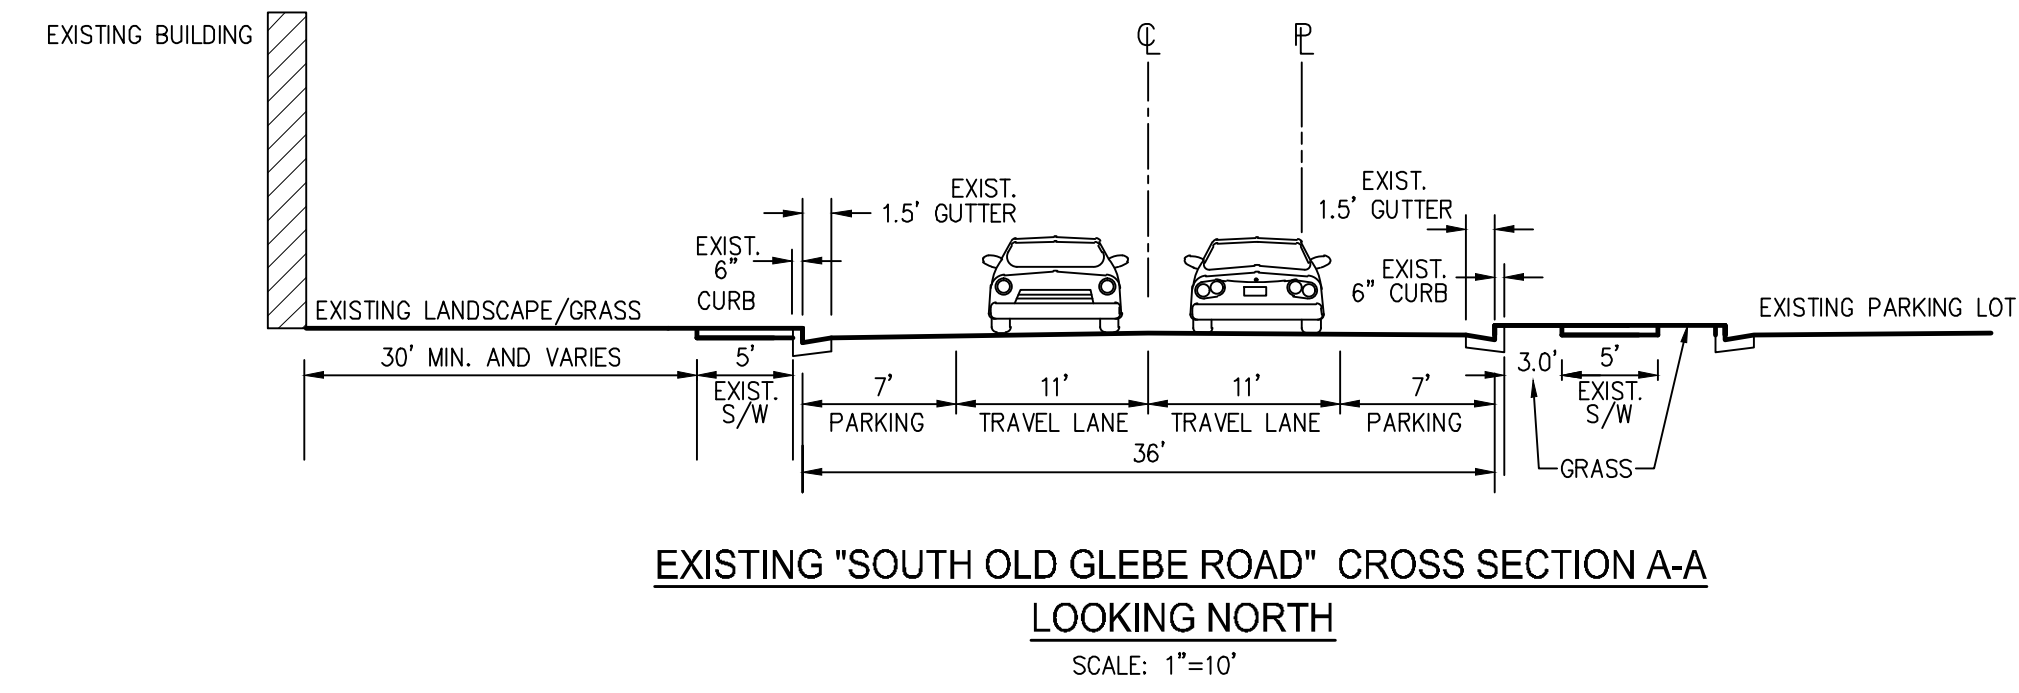 EXISTING BUILDING
℄
PL
EXIST.
1.5' GUTTER
EXIST.
1.5' GUTTER
EXIST.
6"
CURB
EXIST.
6" CURB
EXISTING LANDSCAPE/GRASS
EXISTING PARKING LOT
30' MIN. AND VARIES
5'
EXIST.
S/W
7'
PARKING
11'
TRAVEL LANE
11'
TRAVEL LANE
7'
PARKING
3.0'
5'
EXIST.
S/W
36'
GRASS
EXISTING "SOUTH OLD GLEBE ROAD" CROSS SECTION A-A
LOOKING NORTH
SCALE: 1"=10'